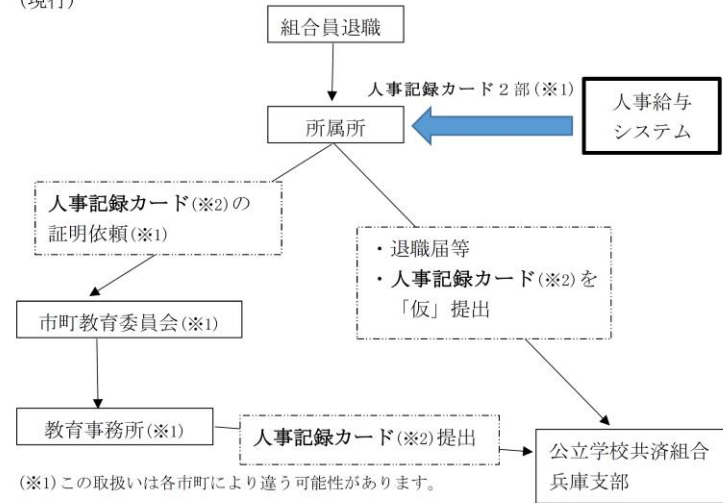 (現行)
組合員退職
人事記録カード2部(※1)
人事給与
システム
所属所
人事記録カード(※2)の
証明依頼(※1)
・退職届等
・人事記録カード(※2)を
「仮」提出
市町教育委員会(※1)
教育事務所(※1)
人事記録カード(※2)提出
公立学校共済組合
兵庫支部
(※1)この取扱いは各市町により違う可能性があります。